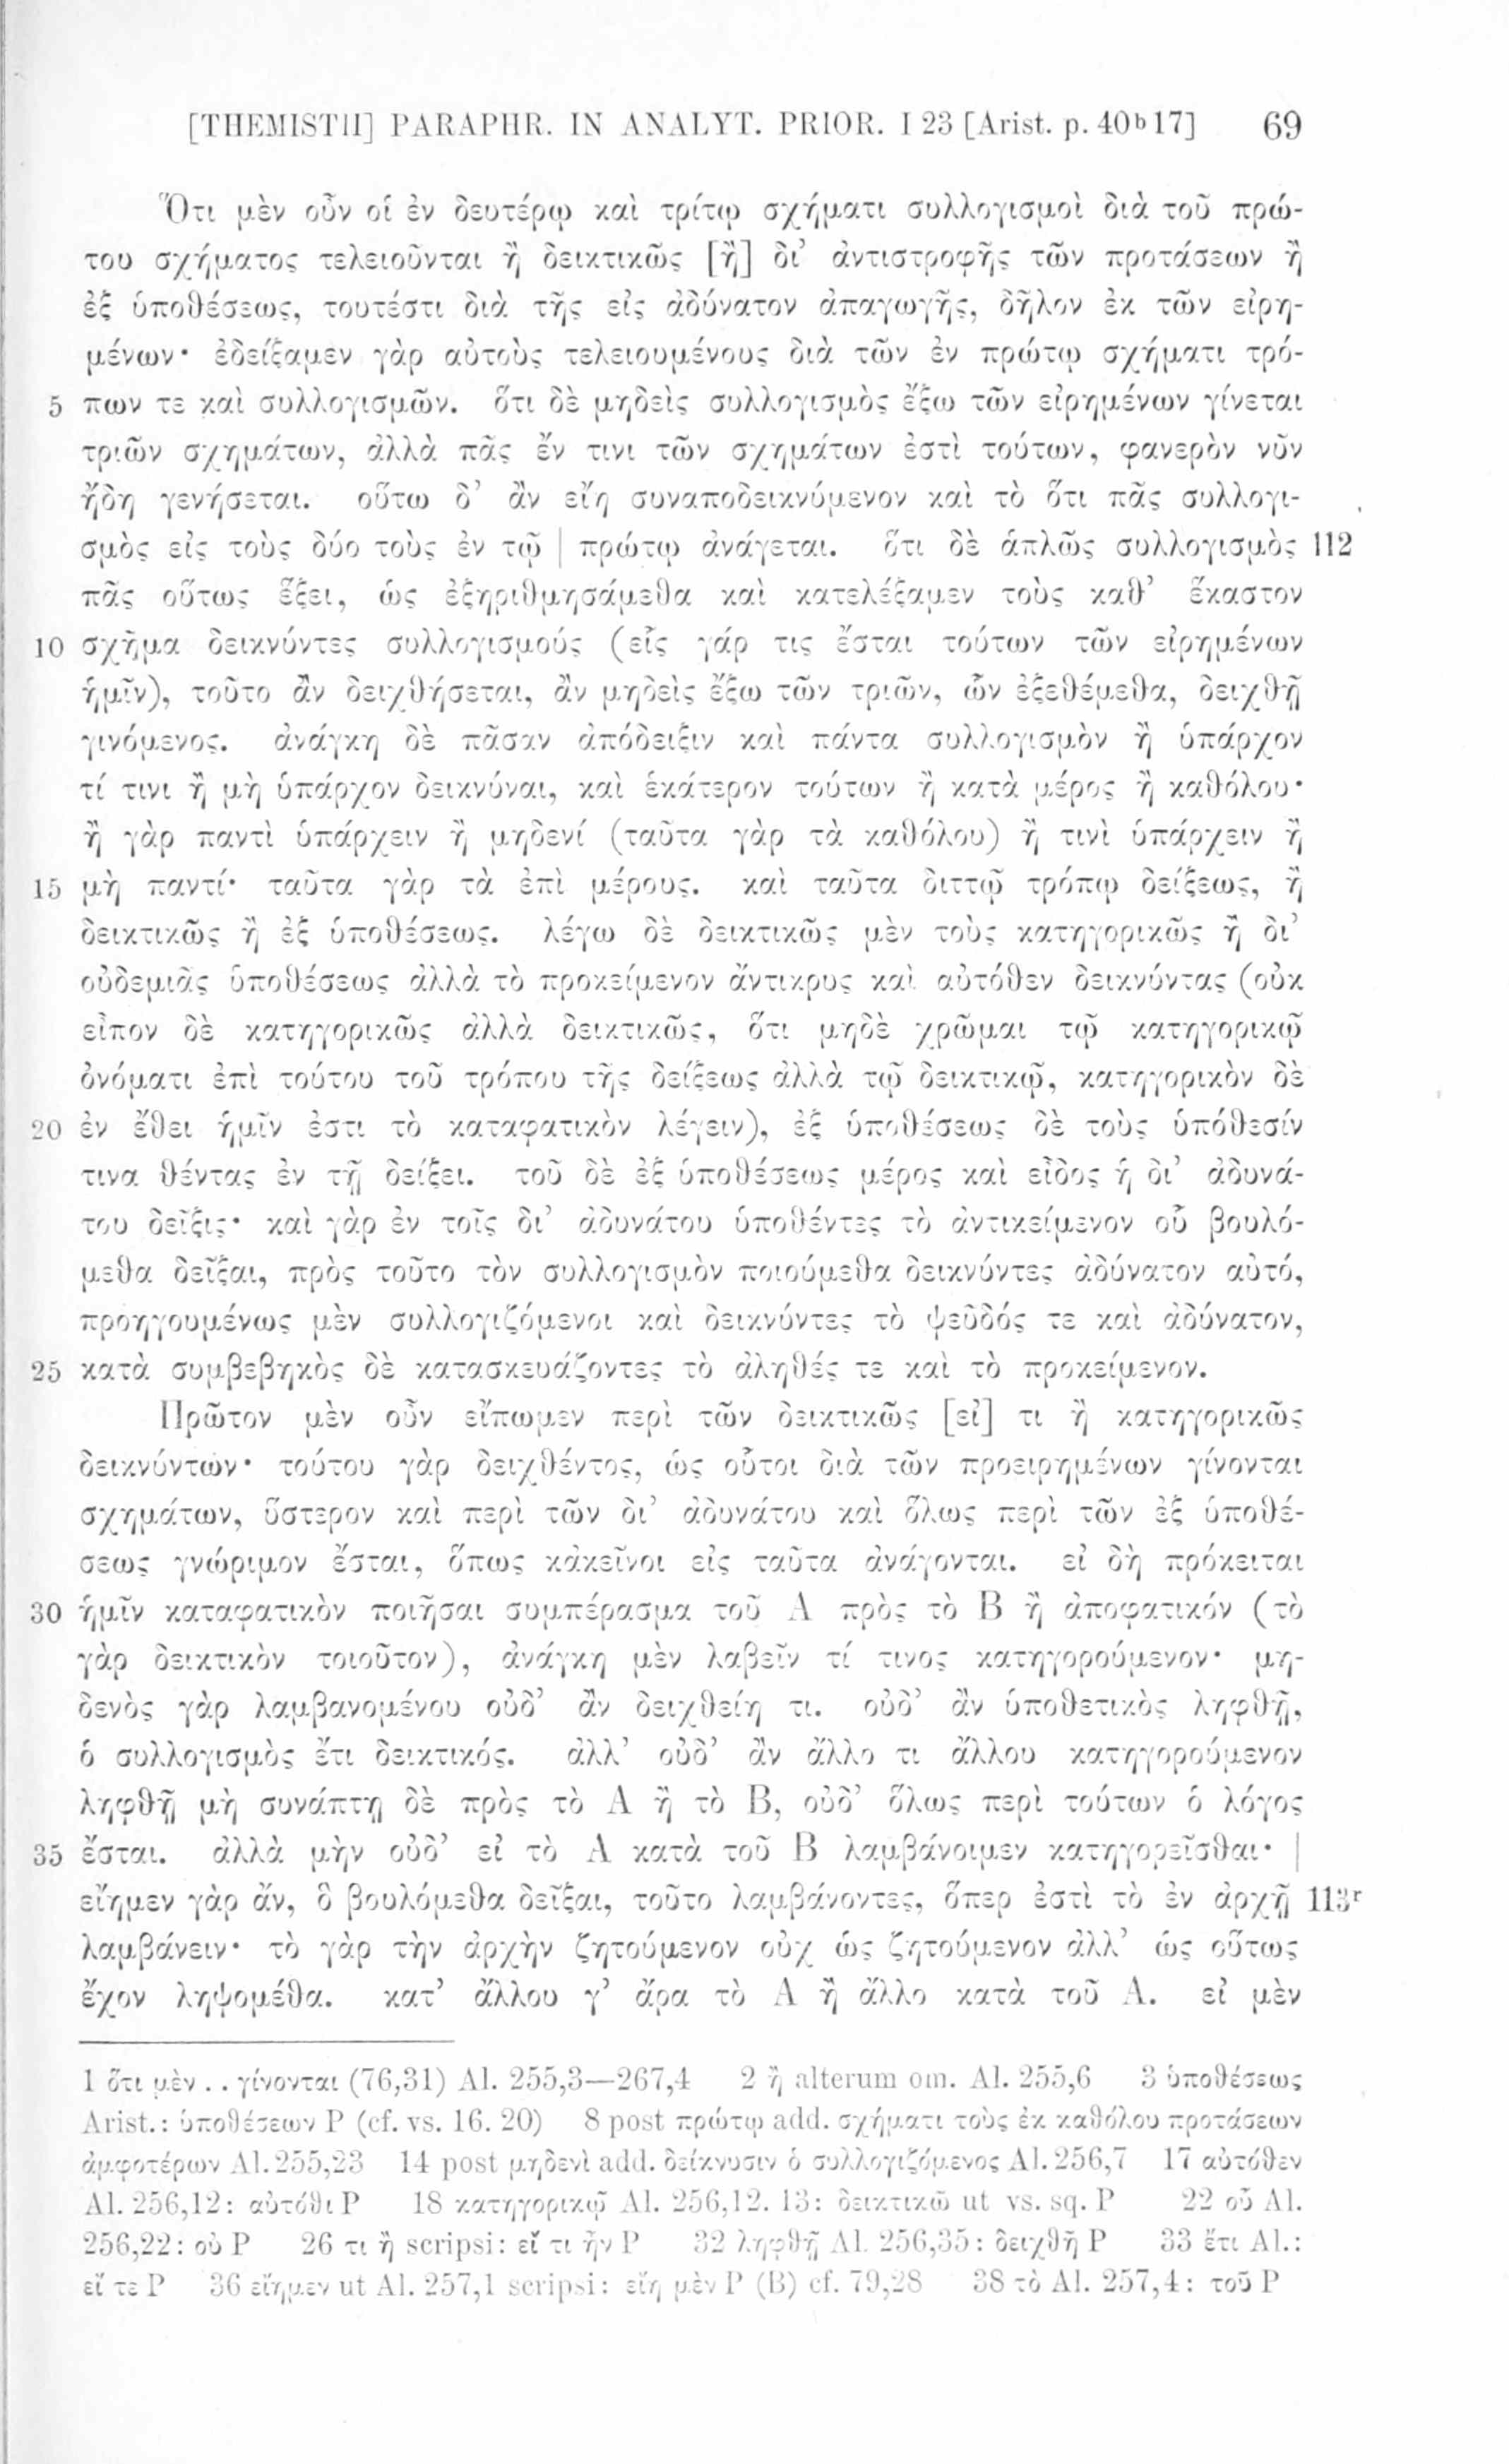 [THEMISTII] PARAPHR. IN ANALYT. PRIOR. I 23 [Arist. p. 40b17] 69
Ὅτι μὲν οὖν οἱ ἐν δευτέρῳ καὶ τρίτῳ σχήματι συλλογισμοὶ διὰ τοῦ πρώ-
του σχήματος τελειοῦνται ἢ δεικτικῶς [ἢ] δι’ ἀντιστροφῆς τῶν προτάσεων ἢ
ἐξ ὑποθέσεως, τουτέστι διὰ τῆς εἰς ἀδύνατον ἀπαγωγῆς, δῆλον ἐκ τῶν εἰρη-
μένων· ἐδείξαμεν γὰρ αὐτοὺς τελειουμένους διὰ τῶν ἐν πρώτῳ σχήματι τρό-
5 πων τε καὶ συλλογισμῶν. ὅτι δὲ μηδεὶς συλλογισμὸς ἔξω τῶν εἰρημένων γίνεται
τριῶν σχημάτων, ἀλλὰ πᾶς ἔν τινι τῶν σχημάτων ἐστὶ τούτων, φανερὸν νῦν
ἤδη γενήσεται. οὕτω δ’ ἂν εἴη συναποδεικνύμενον καὶ τὸ ὅτι πᾶς συλλογι-
σμὸς εἰς τοὺς δύο τοὺς ἐν τῷ | πρώτῳ ἀνάγεται. ὅτι δὲ ἁπλῶς συλλογισμὸς 112
πᾶς οὕτως ἕξει, ὡς ἐξηριθμησάμεθα καὶ κατελέξαμεν τοὺς καθ’ ἕκαστον
10 σχῆμα δεικνύντες συλλογισμούς (εἷς γάρ τις ἔσται τούτων τῶν εἰρημένων
ἡμῖν), τοῦτο ἂν δειχθήσεται, ἂν μηδεὶς ἔξω τῶν τριῶν, ὧν ἐξεθέμεθα, δειχθῇ
γινόμενος. ἀνάγκη δὲ πᾶσαν ἀπόδειξιν καὶ πάντα συλλογισμὸν ἢ ὑπάρχον
τί τινι ἢ μὴ ὑπάρχον δεικνύναι, καὶ ἑκάτερον τούτων ἢ κατὰ μέρος ἢ καθόλου·
ἢ γὰρ παντὶ ὑπάρχειν ἢ μηδενί (ταῦτα γὰρ τὰ καθόλου) ἢ τινὶ ὑπάρχειν ἢ
15 μὴ παντί· ταῦτα γὰρ τὰ ἐπὶ μέρους. καὶ ταῦτα διττῷ τρόπῳ δείξεως, ἢ
δεικτικῶς ἢ ἐξ ὑποθέσεως. λέγω δὲ δεικτικῶς μὲν τοὺς κατηγορικῶς ἢ δι’
οὐδεμιᾶς ὑποθέσεως ἀλλὰ τὸ προκείμενον ἄντικρυς καὶ αὐτόθεν δεικνύντας (οὐκ
εἶπον δὲ κατηγορικῶς ἀλλὰ δεικτικῶς, ὅτι μηδὲ χρῶμαι τῷ κατηγορικῷ
ὀνόματι ἐπὶ τούτου τοῦ τρόπου τῆς δείξεως ἀλλὰ τῷ δεικτικῷ, κατηγορικὸν δὲ
20 ἐν ἔθει ἡμῖν ἐστι τὸ καταφατικὸν λέγειν), ἐξ ὑποθέσεως δὲ τοὺς ὑπόθεσίν
τινα θέντας ἐν τῇ δείξει. τοῦ δὲ ἐξ ὑποθέσεως μέρος καὶ εἶδος ἡ δι’ ἀδυνά-
του δεῖξις· καὶ γὰρ ἐν τοῖς δι’ ἀδυνάτου ὑποθέντες τὸ ἀντικείμενον οὗ βουλό-
μεθα δεῖξαι, πρὸς τοῦτο τὸν συλλογισμὸν ποιούμεθα δεικνύντες ἀδύνατον αὐτό,
προηγουμένως μὲν συλλογιζόμενοι καὶ δεικνύντες τὸ ψεῦδός τε καὶ ἀδύνατον,
25 κατὰ συμβεβηκὸς δὲ κατασκευάζοντες τὸ ἀληθές τε καὶ τὸ προκείμενον.
Πρῶτον μὲν οὖν εἴπωμεν περὶ τῶν δεικτικῶς [εἰ] τι ἢ κατηγορικῶς
δεικνύντων· τούτου γὰρ δειχθέντος, ὡς οὗτοι διὰ τῶν προειρημένων γίνονται
σχημάτων, ὕστερον καὶ περὶ τῶν δι’ ἀδυνάτου καὶ ὅλως περὶ τῶν ἐξ ὑποθέ-
σεως γνώριμον ἔσται, ὅπως κἀκεῖνοι εἰς ταῦτα ἀνάγονται. εἰ δὴ πρόκειται
30 ἡμῖν καταφατικὸν ποιῆσαι συμπέρασμα τοῦ Α πρὸς τὸ Β ἢ ἀποφατικόν (τὸ
γὰρ δεικτικὸν τοιοῦτον), ἀνάγκη μὲν λαβεῖν τί τινος κατηγορούμενον· μη-
δενὸς γὰρ λαμβανομένου οὐδ’ ἂν δειχθείη τι. οὐδ’ ἂν ὑποθετικὸς ληφθῇ,
ὁ συλλογισμὸς ἔτι δεικτικός. ἀλλ’ οὐδ’ ἂν ἄλλο τι ἄλλου κατηγορούμενον
ληφθῇ μὴ συνάπτῃ δὲ πρὸς τὸ Α ἢ τὸ Β, οὐδ’ ὅλως περὶ τούτων ὁ λόγος
35 ἔσται. ἀλλὰ μὴν οὐδ’ εἰ τὸ Α κατὰ τοῦ Β λαμβάνοιμεν κατηγορεῖσθαι· |
εἴημεν γὰρ ἄν, ὃ βουλόμεθα δεῖξαι, τοῦτο λαμβάνοντες, ὅπερ ἐστὶ τὸ ἐν ἀρχῇ 113r
λαμβάνειν· τὸ γὰρ τὴν ἀρχὴν ζητούμενον οὐχ ὡς ζητούμενον ἀλλ’ ὡς οὕτως
ἔχον ληψομέθα. κατ’ ἄλλου γ’ ἄρα τὸ Α ἢ ἄλλο κατὰ τοῦ Α. εἰ μὲν
1 ὅτι μὲν . . γίνονται (76,31) Al. 255,3—267,4 2 ἢ alterum om. Al. 255,6 3 ὑποθέσεως
Arist.: ὑποθέσεων P (cf. vs. 16. 20) 8 post πρώτῳ add. σχήματι τοὺς ἐκ καθόλου προτάσεων
ἀμφοτέρων Al. 255,23 14 post μηδενὶ add. δείκνυσιν ὁ συλλογιζόμενος Al. 256,7 17 αὐτόθεν
Al. 256,12: αὐτόθι P 18 κατηγορικῷ Al. 256,12. 13: δεικτικῶ ut vs. sq. P 22 οὗ Al.
256,22: οὐ P 26 τι ἢ scripsi: εἴ τι ἦν P 32 ληφθῇ Al. 256,35: δειχθῆ P 33 ἔτι Al.:
εἴ τε P 36 εἴημεν ut Al. 257,1 scripsi: εἴη μὲν P (B) cf. 79,28 38 τὸ Al. 257,4: τοῦ P